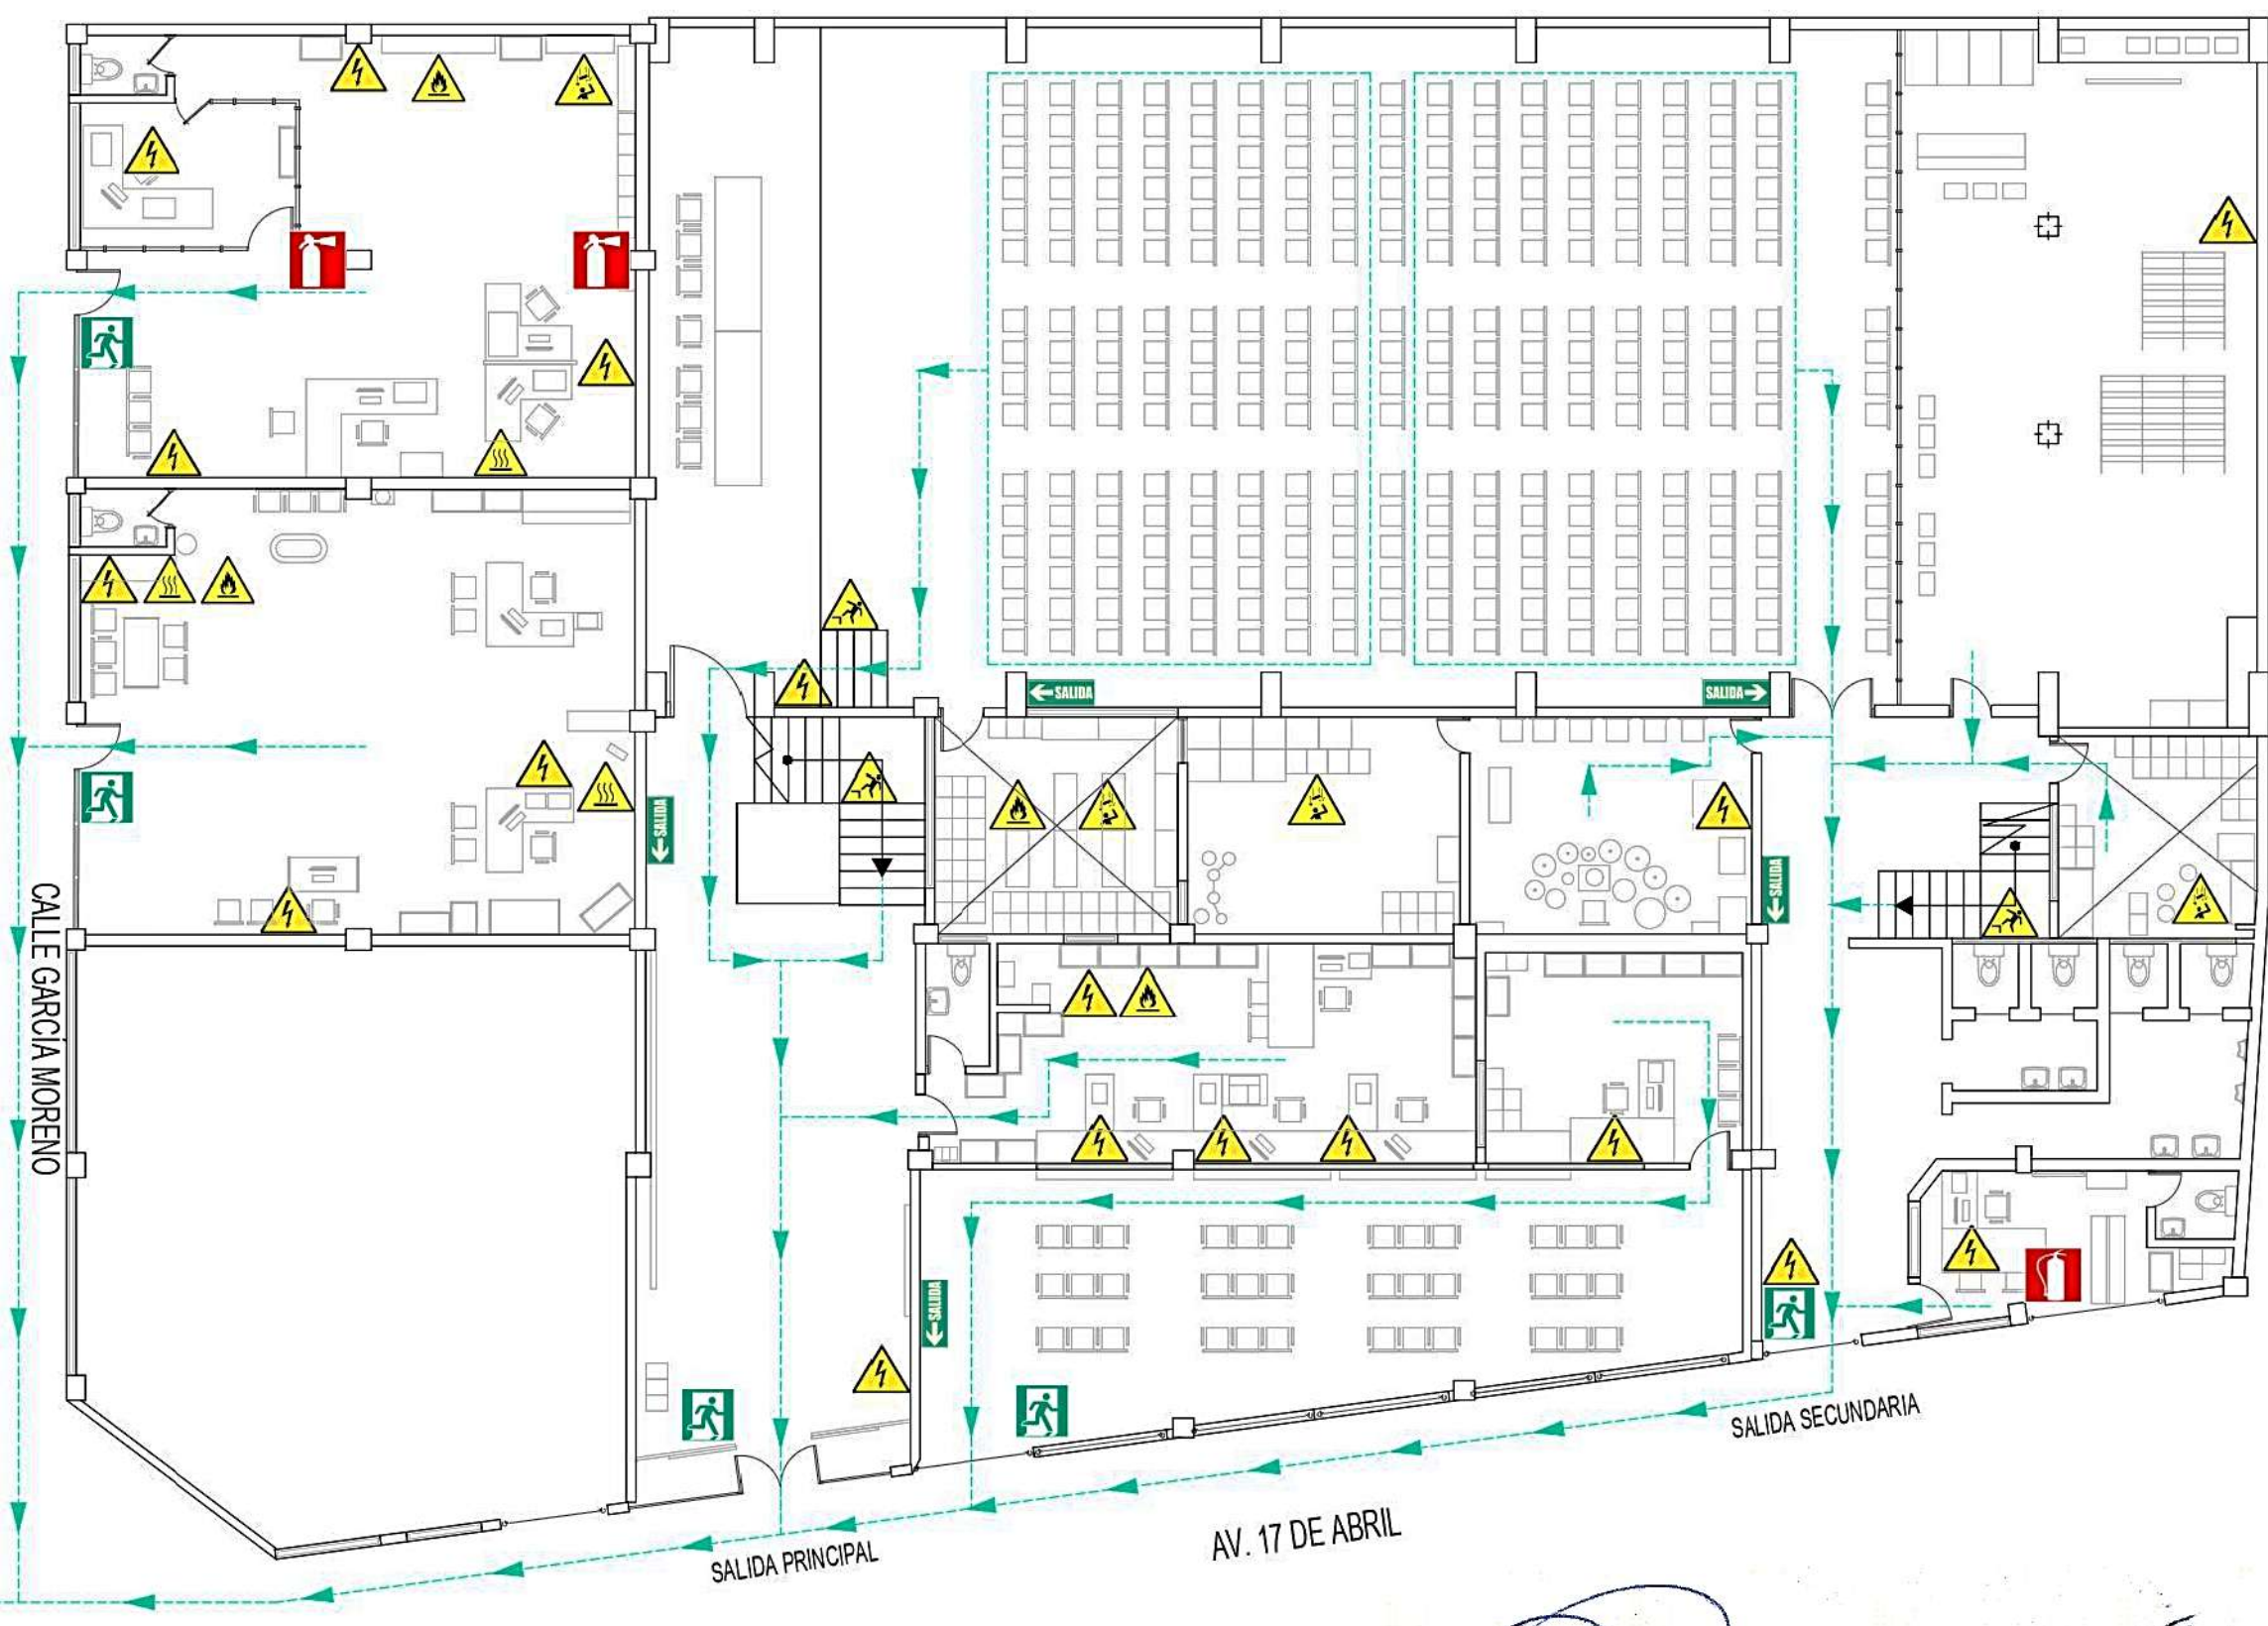 SALIDA
SALIDA
SALIDA
SALIDA
SALIDA
CALLE GARCÍA MORENO
SALIDA SECUNDARIA
AV. 17 DE ABRIL
SALIDA PRINCIPAL